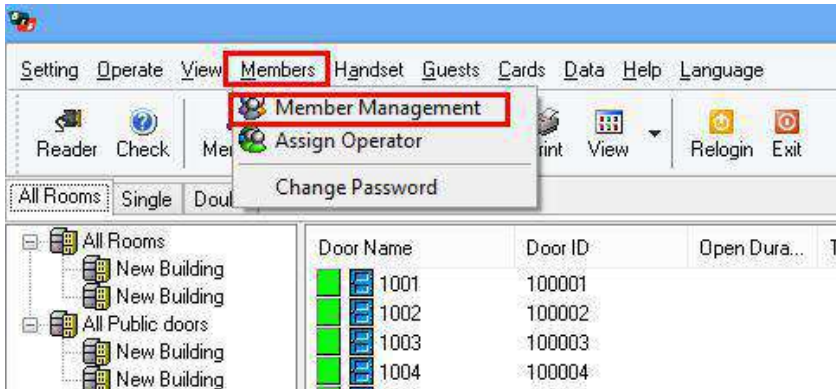 Setting Operate View Members Handset Guests Cards Data Help Language
Member Management
Assign Operator
Change Password
Reader Check View Relogin Exit
All Rooms Single
All Rooms
New Building
New Building
All Public doors
New Building
New Building
Door Name Door ID Open Dura...
1001 100001
1002 100002
1003 100003
1004 100004